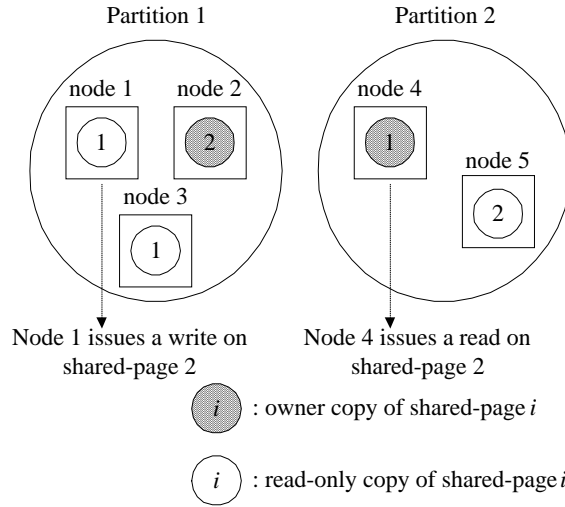 Partition 1
Partition 2
node 1
node 2
node 4
1
2
1
node 5
node 3
2
1
Node 1 issues a write on
shared-page 2
Node 4 issues a read on
shared-page 2
i : owner copy of shared-page i
i : read-only copy of shared-page i